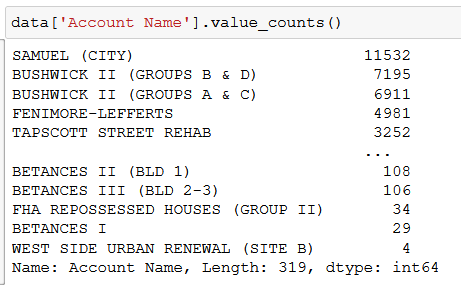 data['Account Name'].value_counts()
SAMUEL (CITY) 11532
BUSHWICK II (GROUPS B & D) 7195
BUSHWICK II (GROUPS A & C) 6911
FENIMORE-LEFFERTS 4981
TAPSCOTT STREET REHAB 3252
...
BETANCES II (BLD 1) 108
BETANCES III (BLD 2-3) 106
FHA REPOSSESSED HOUSES (GROUP II) 34
BETANCES I 29
WEST SIDE URBAN RENEWAL (SITE B) 4
Name: Account Name, Length: 319, dtype: int64